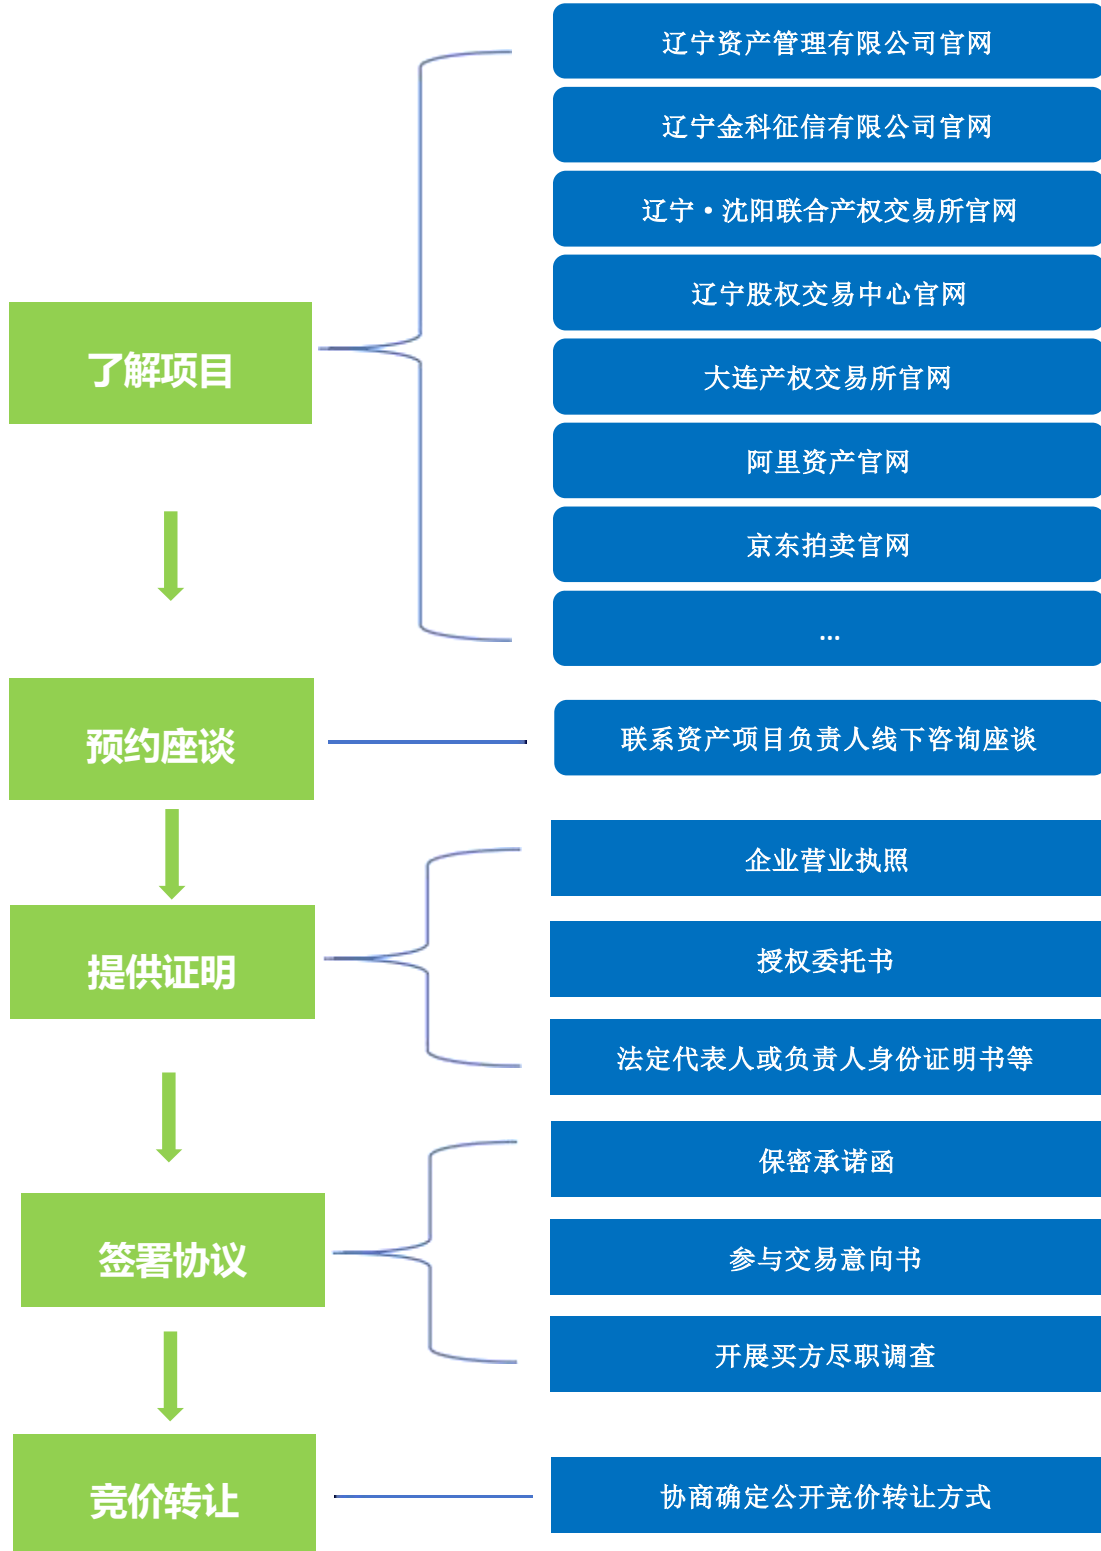 了解项目
辽宁资产管理有限公司官网
辽宁金科征信有限公司官网
辽宁·沈阳联合产权交易所官网
辽宁股权交易中心官网
大连产权交易所官网
阿里资产官网
京东拍卖官网
...
预约座谈
联系资产项目负责人线下咨询座谈
提供证明
企业营业执照
授权委托书
法定代表人或负责人身份证明书等
签署协议
保密承诺函
参与交易意向书
开展买方尽职调查
竞价转让
协商确定公开竞价转让方式